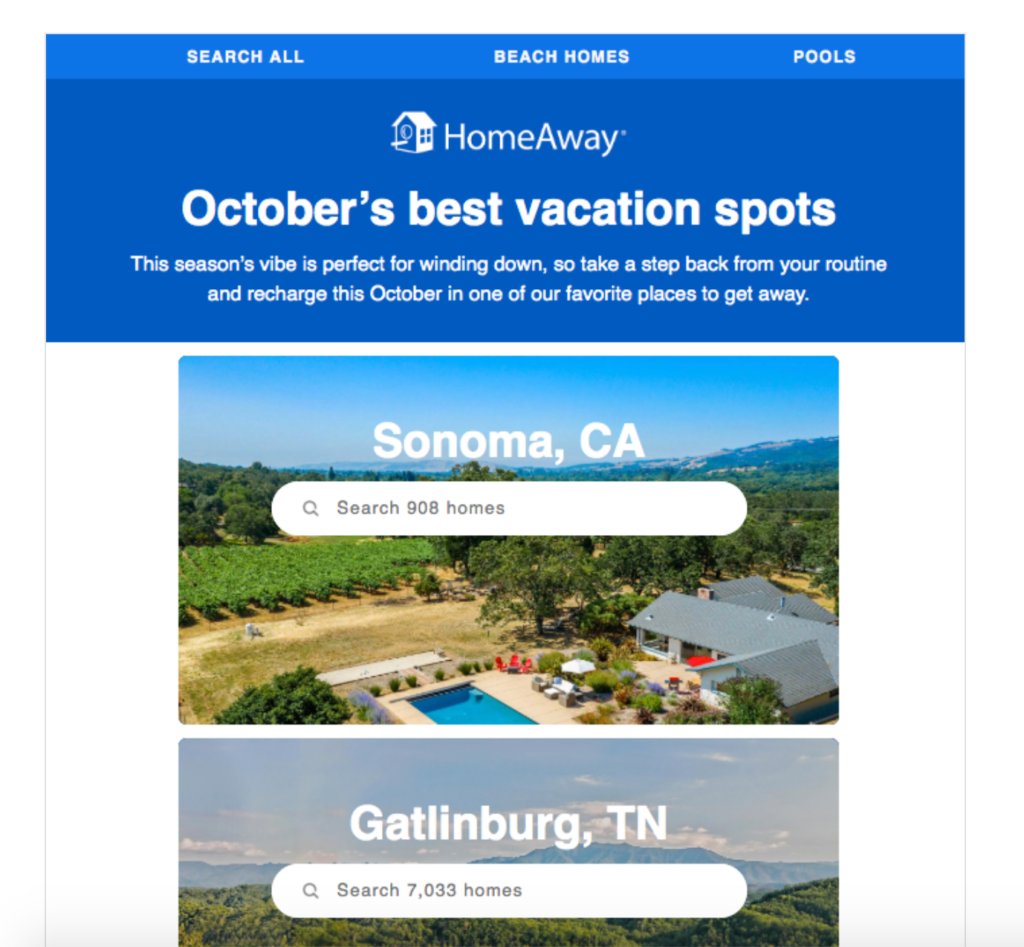 SEARCH ALL BEACH HOMES POOLS
HomeAway®
October’s best vacation spots
This season’s vibe is perfect for winding down, so take a step back from your routine
and recharge this October in one of our favorite places to get away.
Sonoma, CA
Search 908 homes
Gatlinburg, TN
Search 7,033 homes